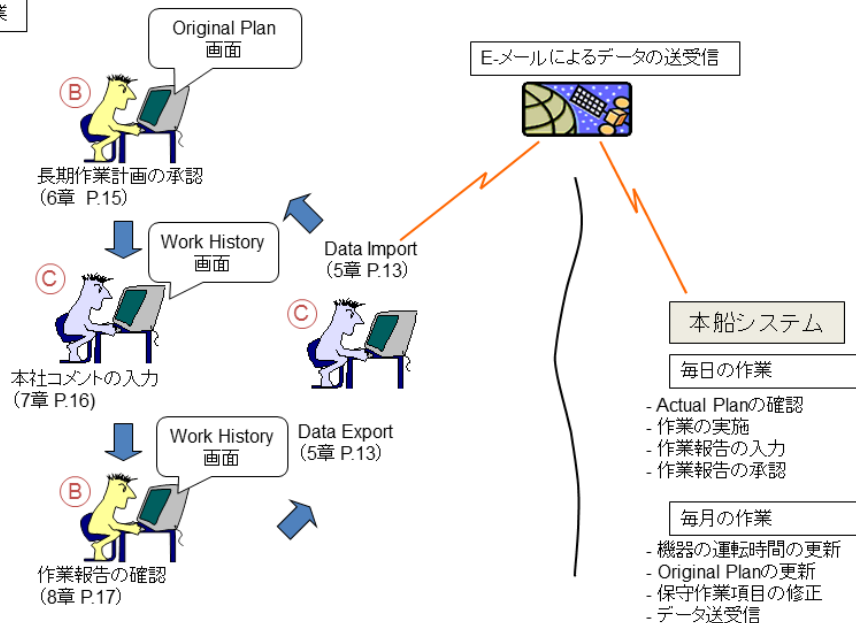 業
Original Plan
画面
B
長期作業計画の承認
(6章 P.15)
Work History
画面
C
本社コメントの入力
(7章 P.16)
Work History
画面
B
作業報告の確認
(8章 P.17)
Data Import
(5章 P.13)
C
Data Export
(5章 P.13)
E-メールによるデータの送受信
本船システム
毎日の作業
- Actual Planの確認
- 作業の実施
- 作業報告の入力
- 作業報告の承認
毎月の作業
- 機器の運転時間の更新
- Original Planの更新
- 保守作業項目の修正
- データ送受信